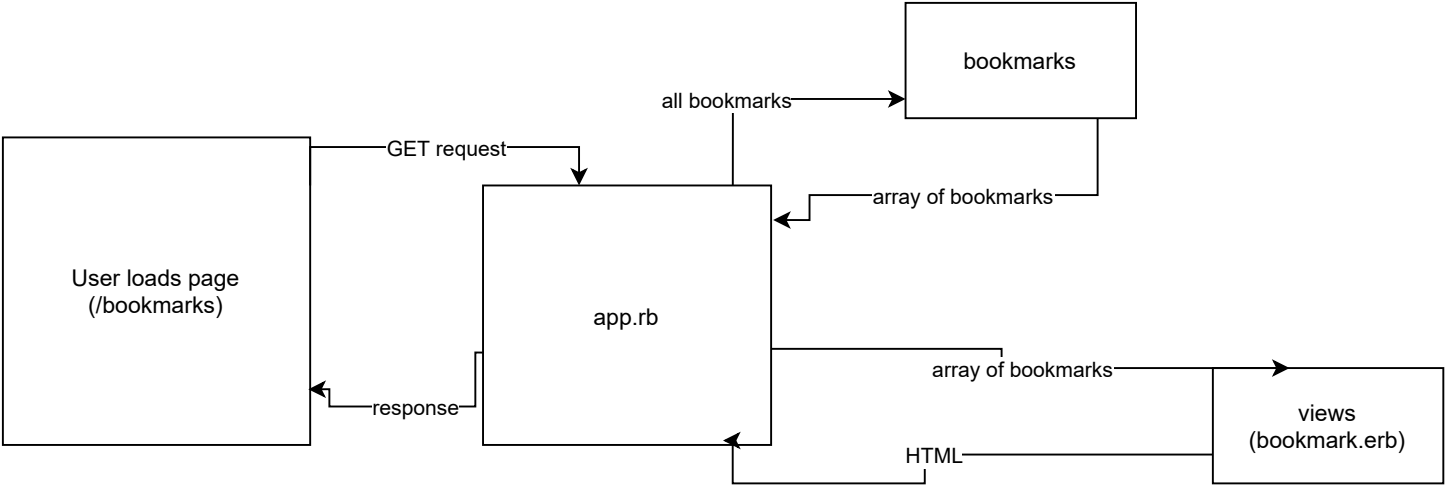 bookmarks
all bookmarks
GET request
array of bookmarks
User loads page
(/bookmarks)
app.rb
array of bookmarks
response
views
(bookmark.erb)
HTML